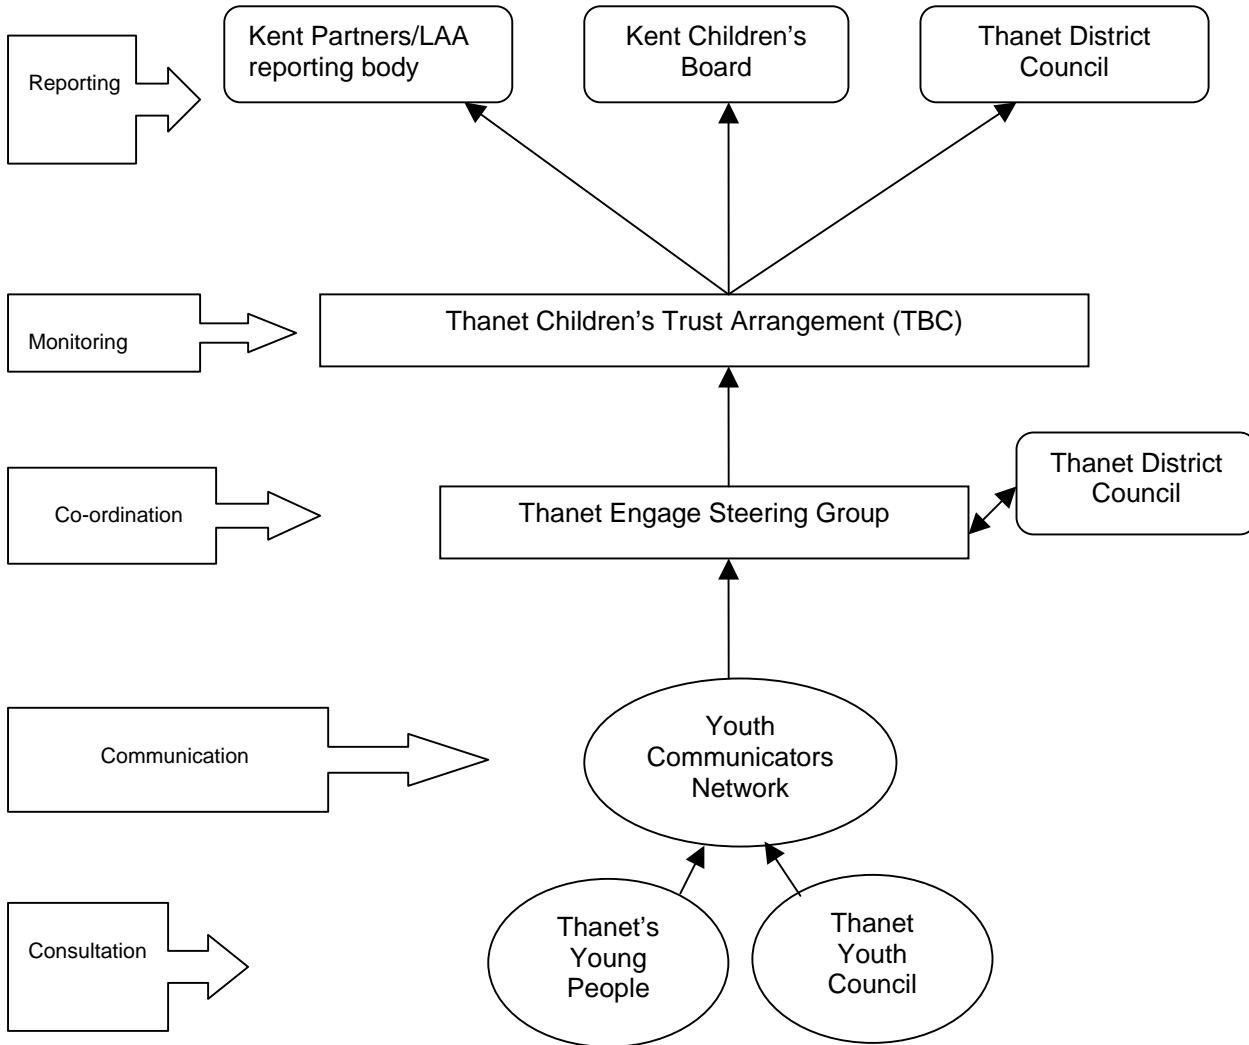 Reporting
Kent Partners/LAA
reporting body
Kent Children’s
Board
Thanet District
Council
Monitoring
Thanet Children’s Trust Arrangement (TBC)
Co-ordination
Thanet Engage Steering Group
Thanet District
Council
Communication
Youth
Communicators
Network
Consultation
Thanet’s
Young
People
Thanet
Youth
Council